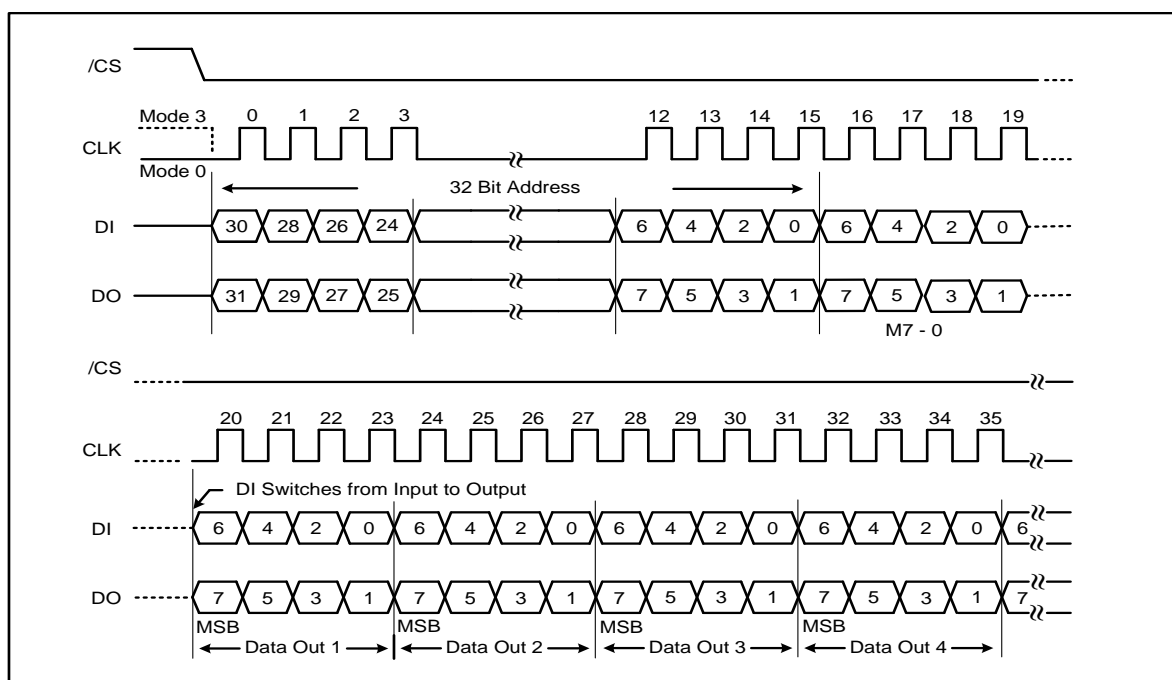 /CS
Mode 3 0 1 2 3 12 13 14 15 16 17 18 19
CLK
Mode 0
32 Bit Address
DI 30 28 26 24 6 4 2 0 6 4 2 0
DO 31 29 27 25 7 5 3 1 7 5 3 1
M7 - 0
/CS
20 21 22 23 24 25 26 27 28 29 30 31 32 33 34 35
CLK
DI Switches from Input to Output
DI 6 4 2 0 6 4 2 0 6 4 2 0 6 4 2 0 6
DO 7 5 3 1 7 5 3 1 7 5 3 1 7 5 3 1 7
MSB MSB MSB MSB
Data Out 1 Data Out 2 Data Out 3 Data Out 4